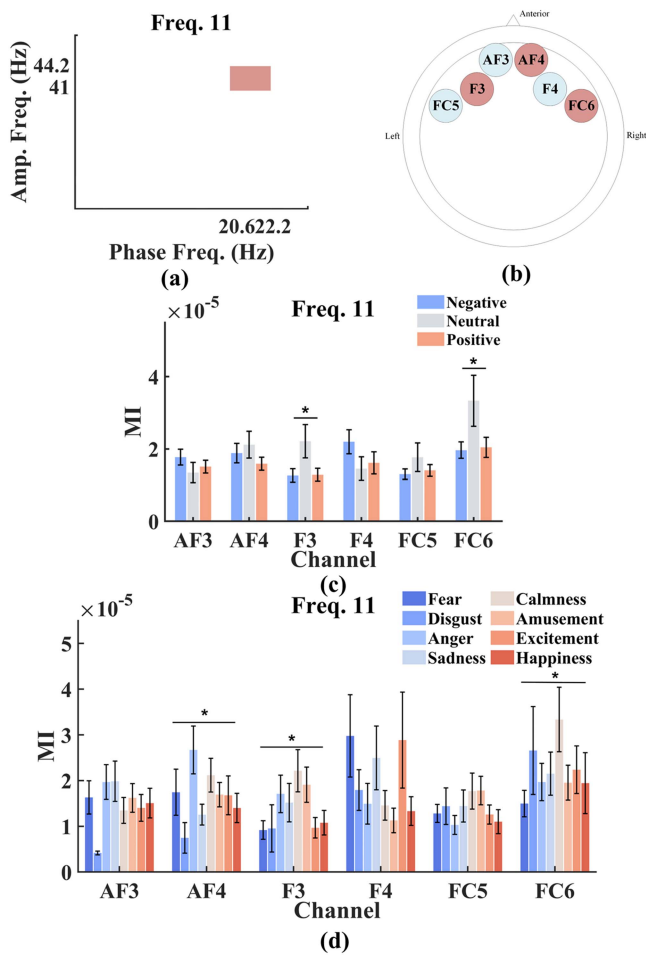 Freq. 11
Amp. Freq. (Hz)
44.2
41
20.622.2
Phase Freq. (Hz)
(a)
Anterior
AF3 AF4
F3 F4
FC5 FC6
Left Right
(b)
×10⁻⁵ Freq. 11
Negative
Neutral
Positive
MI
4
2
0
* *
AF3 AF4 F3 F4 FC5 FC6
Channel
(c)
×10⁻⁵ Freq. 11
Fear Calmness
Disgust Amusement
Anger Excitement
Sadness Happiness
MI
5
4
3
2
1
0
* * *
AF3 AF4 F3 F4 FC5 FC6
Channel
(d)